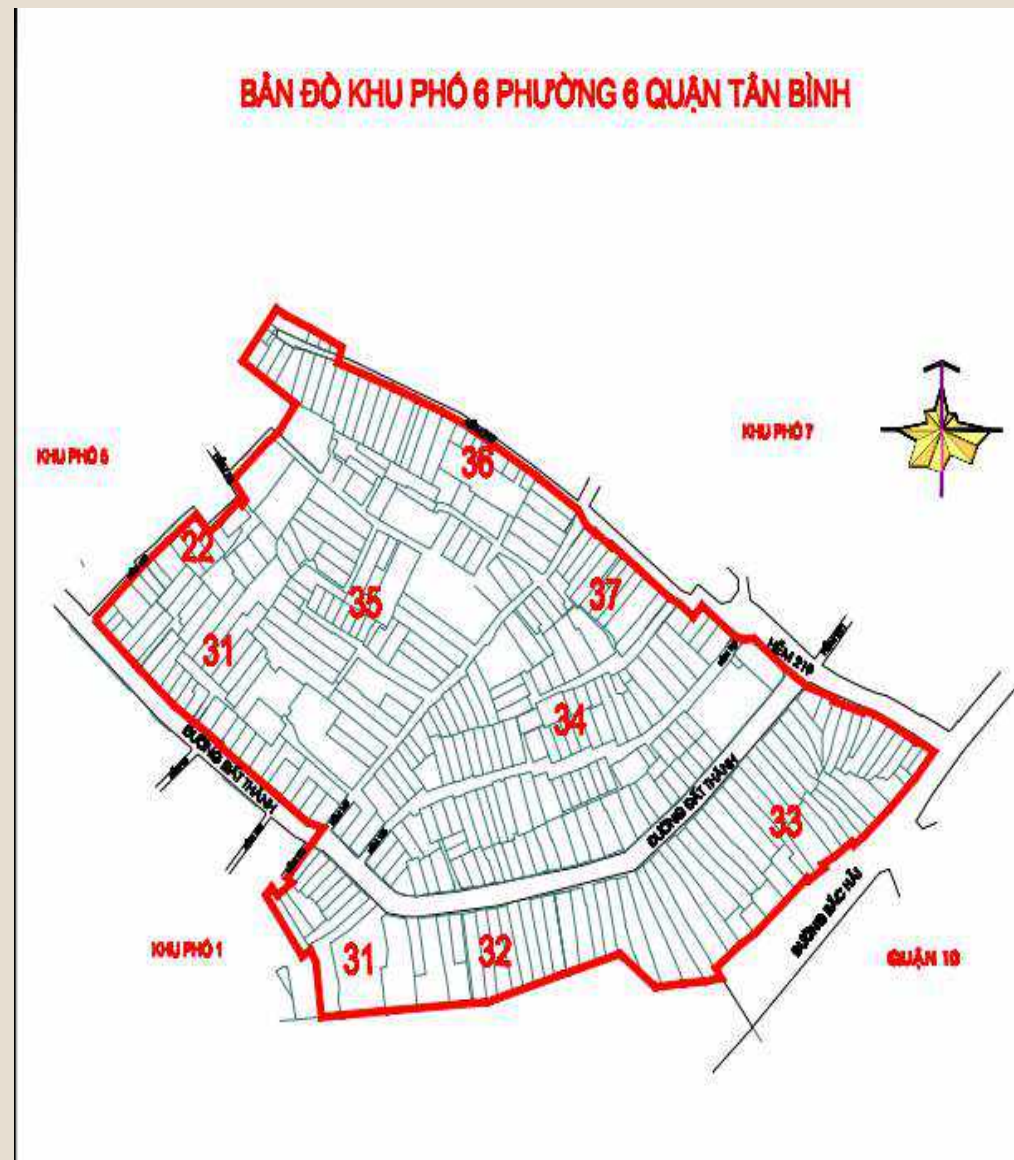 BẢN ĐỒ KHU PHỐ 6 PHƯỜNG 6 QUẬN TÂN BÌNH
KHU PHỐ 7
KHU PHỐ 5
36
22
35
37
31
HẺM 219
34
ĐƯỜNG ĐẤT THÁNH
ĐƯỜNG ĐẤT THÁNH
33
ĐƯỜNG BẮC HẢI
KHU PHỐ 1
31
32
QUẬN 10